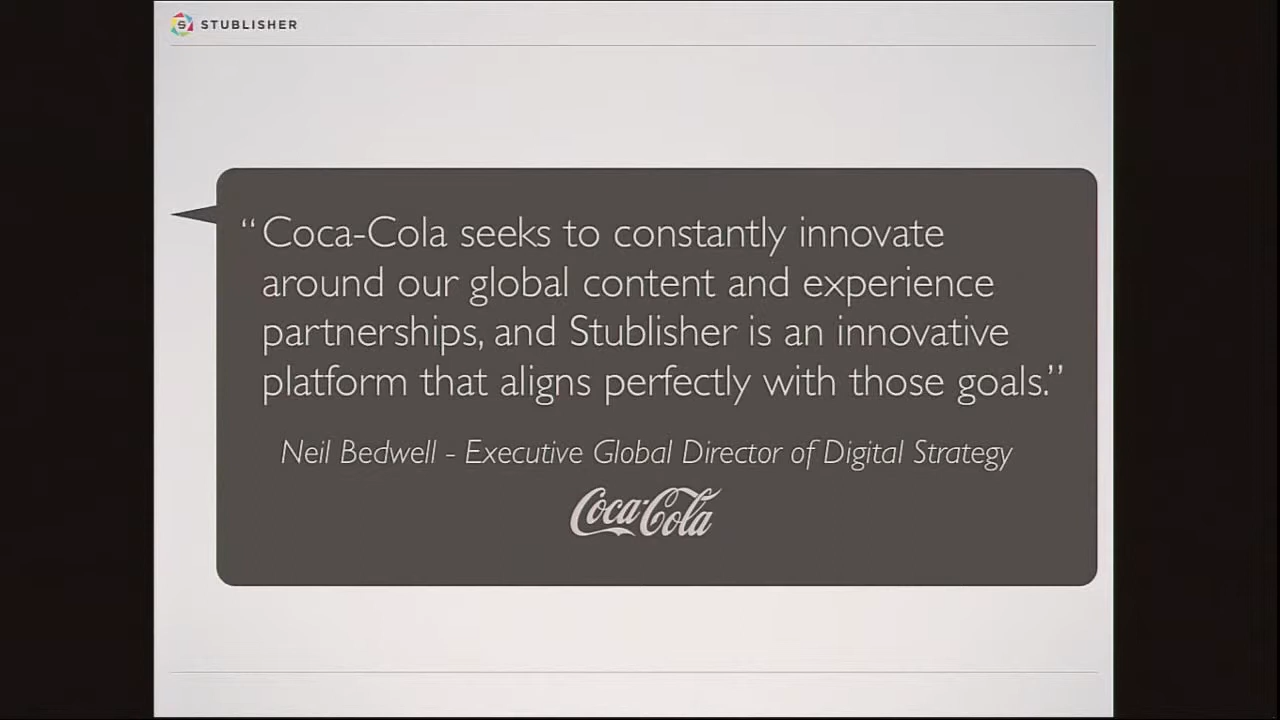 STUBLISHER
“Coca-Cola seeks to constantly innovate
around our global content and experience
partnerships, and Stublisher is an innovative
platform that aligns perfectly with those goals.”
Neil Bedwell - Executive Global Director of Digital Strategy
Coca-Cola